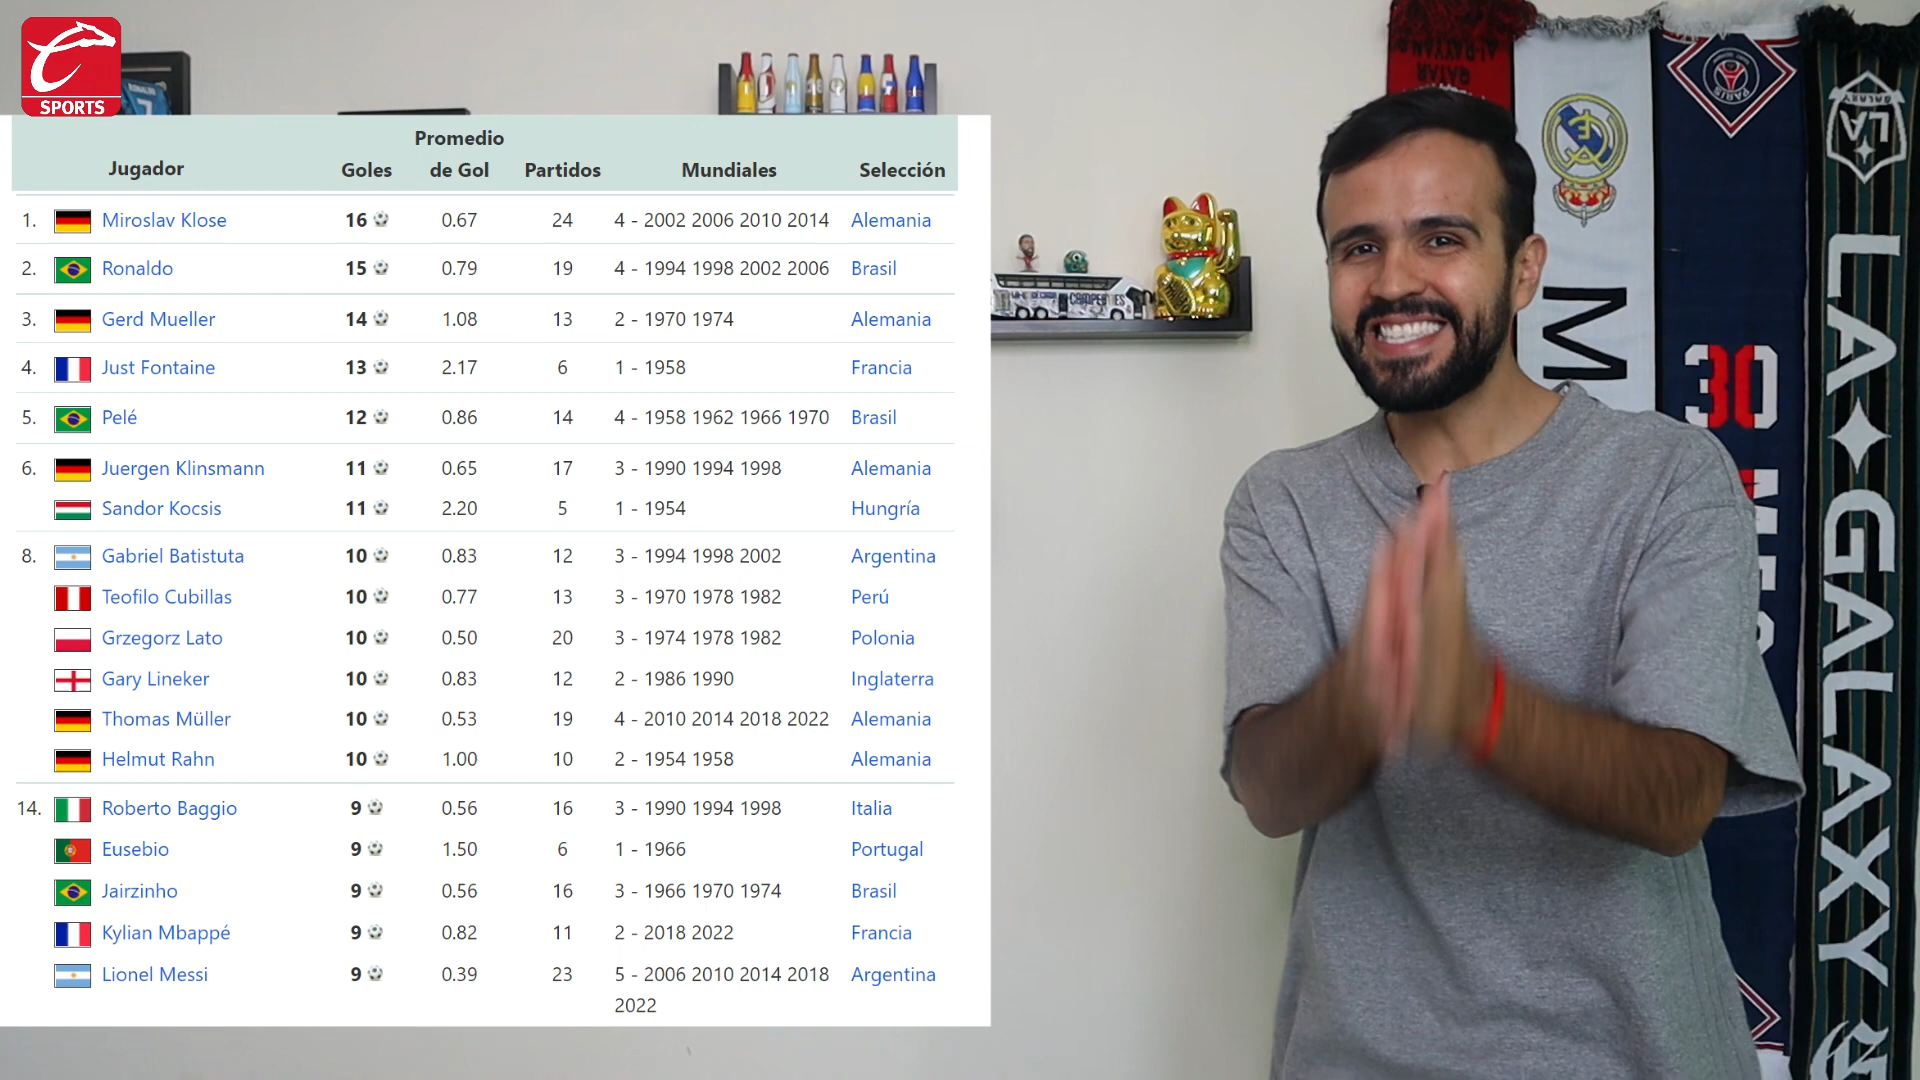 SPORTS
RONALDO
7
Jugador Goles Promedio de Gol Partidos Mundiales Selección
1. Miroslav Klose 16 0.67 24 4 - 2002 2006 2010 2014 Alemania
2. Ronaldo 15 0.79 19 4 - 1994 1998 2002 2006 Brasil
3. Gerd Mueller 14 1.08 13 2 - 1970 1974 Alemania
4. Just Fontaine 13 2.17 6 1 - 1958 Francia
5. Pelé 12 0.86 14 4 - 1958 1962 1966 1970 Brasil
6. Juergen Klinsmann 11 0.65 17 3 - 1990 1994 1998 Alemania
Sandor Kocsis 11 2.20 5 1 - 1954 Hungría
8. Gabriel Batistuta 10 0.83 12 3 - 1994 1998 2002 Argentina
Teofilo Cubillas 10 0.77 13 3 - 1970 1978 1982 Perú
Grzegorz Lato 10 0.50 20 3 - 1974 1978 1982 Polonia
Gary Lineker 10 0.83 12 2 - 1986 1990 Inglaterra
Thomas Müller 10 0.53 19 4 - 2010 2014 2018 2022 Alemania
Helmut Rahn 10 1.00 10 2 - 1954 1958 Alemania
14. Roberto Baggio 9 0.56 16 3 - 1990 1994 1998 Italia
Eusebio 9 1.50 6 1 - 1966 Portugal
Jairzinho 9 0.56 16 3 - 1966 1970 1974 Brasil
Kylian Mbappé 9 0.82 11 2 - 2018 2022 Francia
Lionel Messi 9 0.39 23 5 - 2006 2010 2014 2018
2022 Argentina
CAMPEONES
AL-RAYYAN
QATAR
M
PARIS
30
LA
GALAXY
LA GALAXY